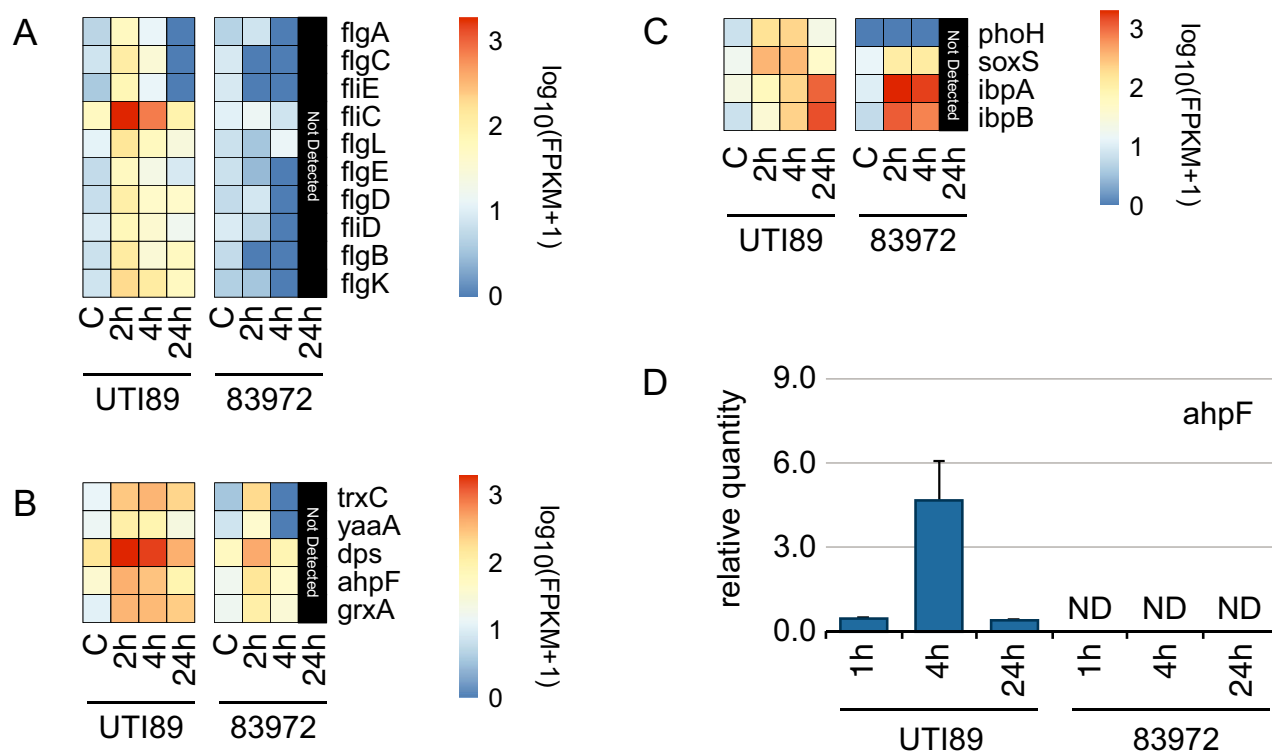 A
flgA
flgC
fliE
fliC
flgL
flgE
flgD
fliD
flgB
flgK
Not Detected
C 2h 4h 24h C 2h 4h 24h
UTI89 83972
3
2
1
0
log10(FPKM+1)
B
trxC
yaaA
dps
ahpF
grxA
Not Detected
C 2h 4h 24h C 2h 4h 24h
UTI89 83972
3
2
1
0
log10(FPKM+1)
C
phoH
soxS
ibpA
ibpB
Not Detected
C 2h 4h 24h C 2h 4h 24h
UTI89 83972
3
2
1
0
log10(FPKM+1)
D
relative quantity
9.0
6.0
3.0
0.0
ahpF
ND ND ND
1h 4h 24h 1h 4h 24h
UTI89 83972